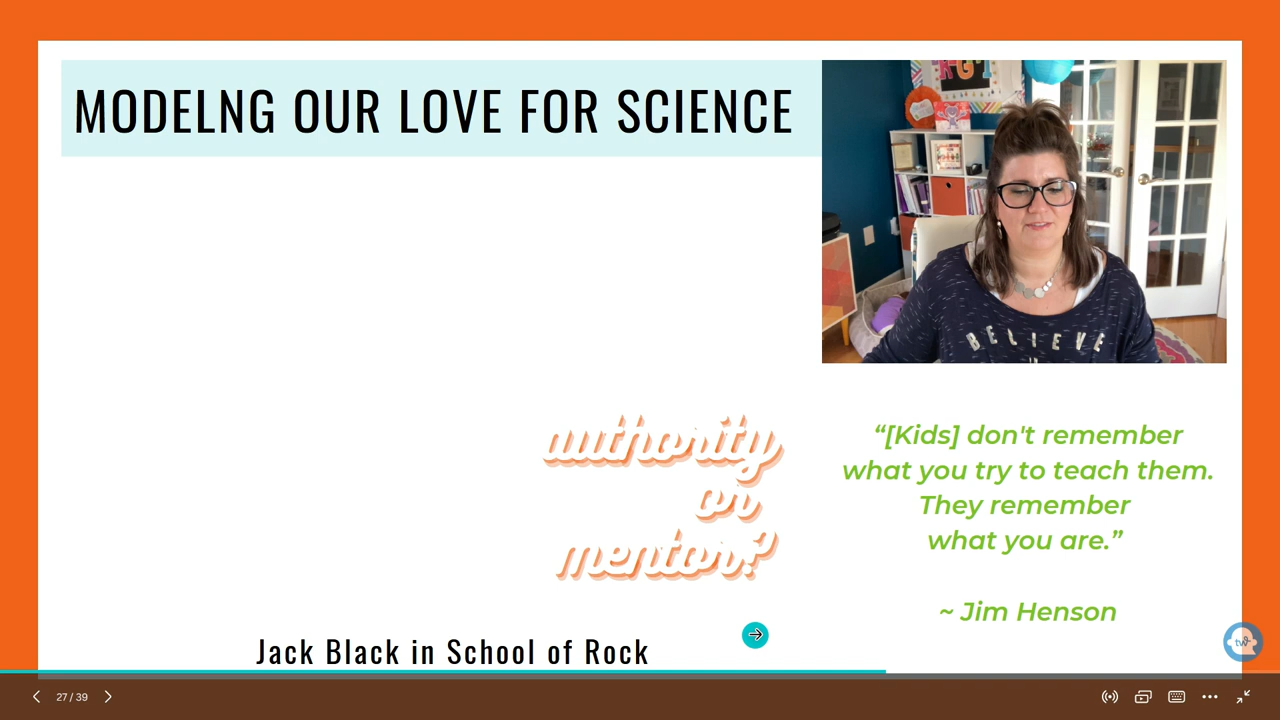 MODELNG OUR LOVE FOR SCIENCE
BELIEVE
authority
or
mentor?
“[Kids] don't remember
what you try to teach them.
They remember
what you are.”
~ Jim Henson
Jack Black in School of Rock
tw
27 / 39